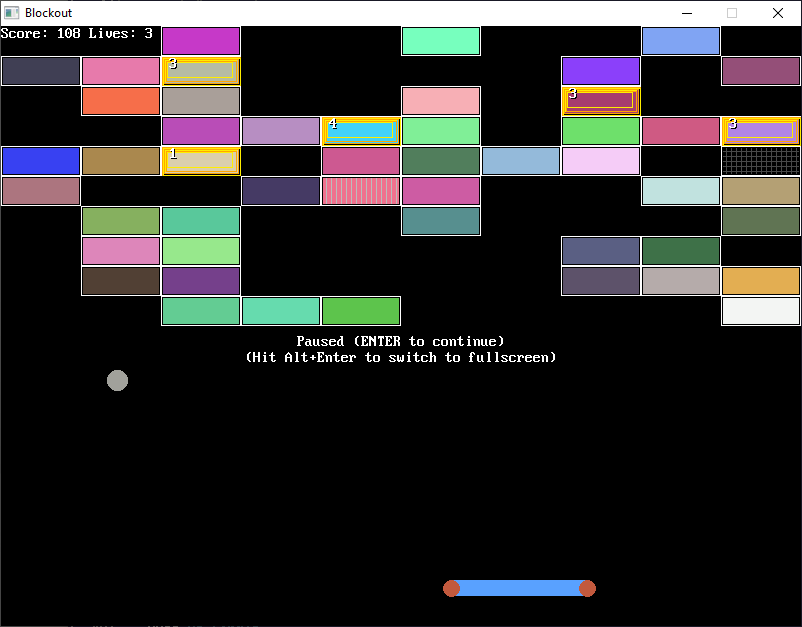 Blockout
Score: 108 Lives: 3
3
3
4
3
1
Paused (ENTER to continue)
(Hit Alt+Enter to switch to fullscreen)